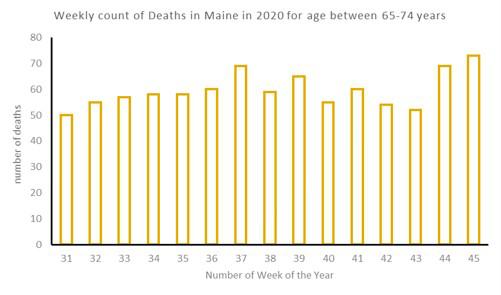 Weekly count of Deaths in Maine in 2020 for age between 65-74 years
80
70
60
50
40
30
20
10
0
number of deaths
31 32 33 34 35 36 37 38 39 40 41 42 43 44 45
Number of Week of the Year